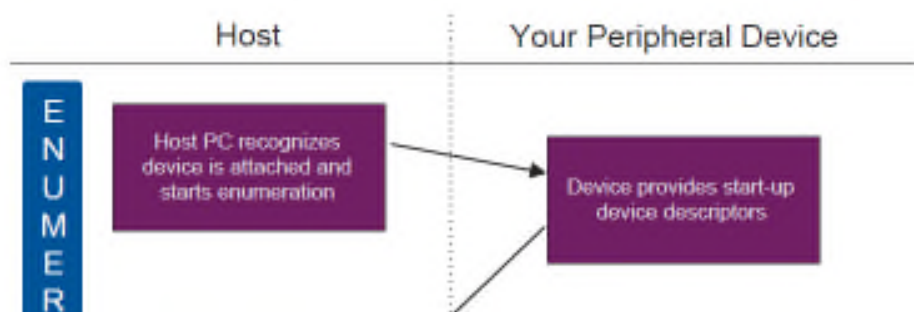 Host
Your Peripheral Device
E
N
U
M
E
R
Host PC recognizes
device is attached and
starts enumeration
Device provides start-up
device descriptors